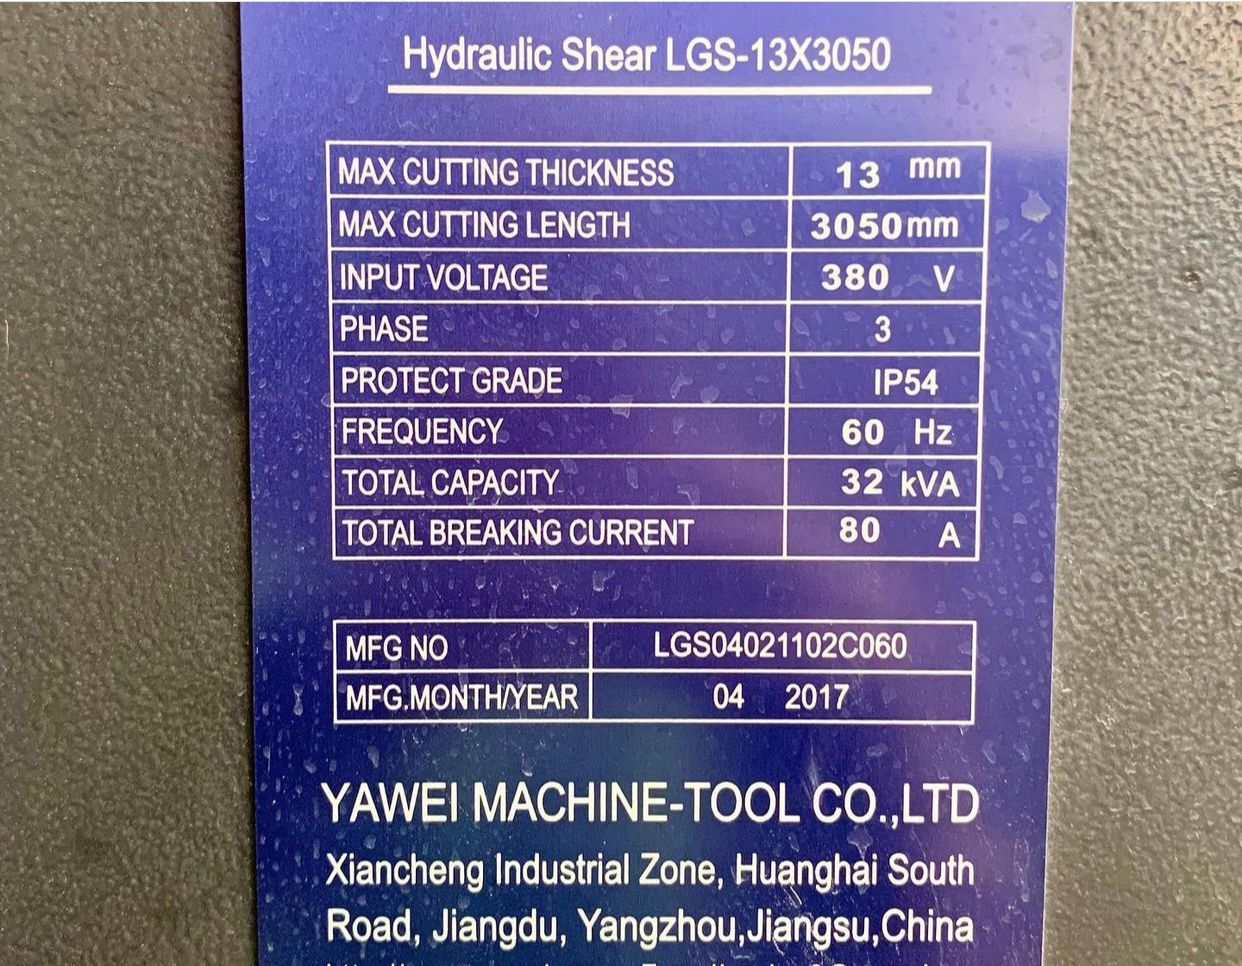 Hydraulic Shear LGS-13X3050
MAX CUTTING THICKNESS 13 mm
MAX CUTTING LENGTH 3050mm
INPUT VOLTAGE 380 V
PHASE 3
PROTECT GRADE IP54
FREQUENCY 60 Hz
TOTAL CAPACITY 32 kVA
TOTAL BREAKING CURRENT 80 A
MFG NO LGS04021102C060
MFG.MONTH/YEAR 04 2017
YAWEI MACHINE-TOOL CO.,LTD
Xiancheng Industrial Zone, Huanghai South
Road, Jiangdu, Yangzhou,Jiangsu,China